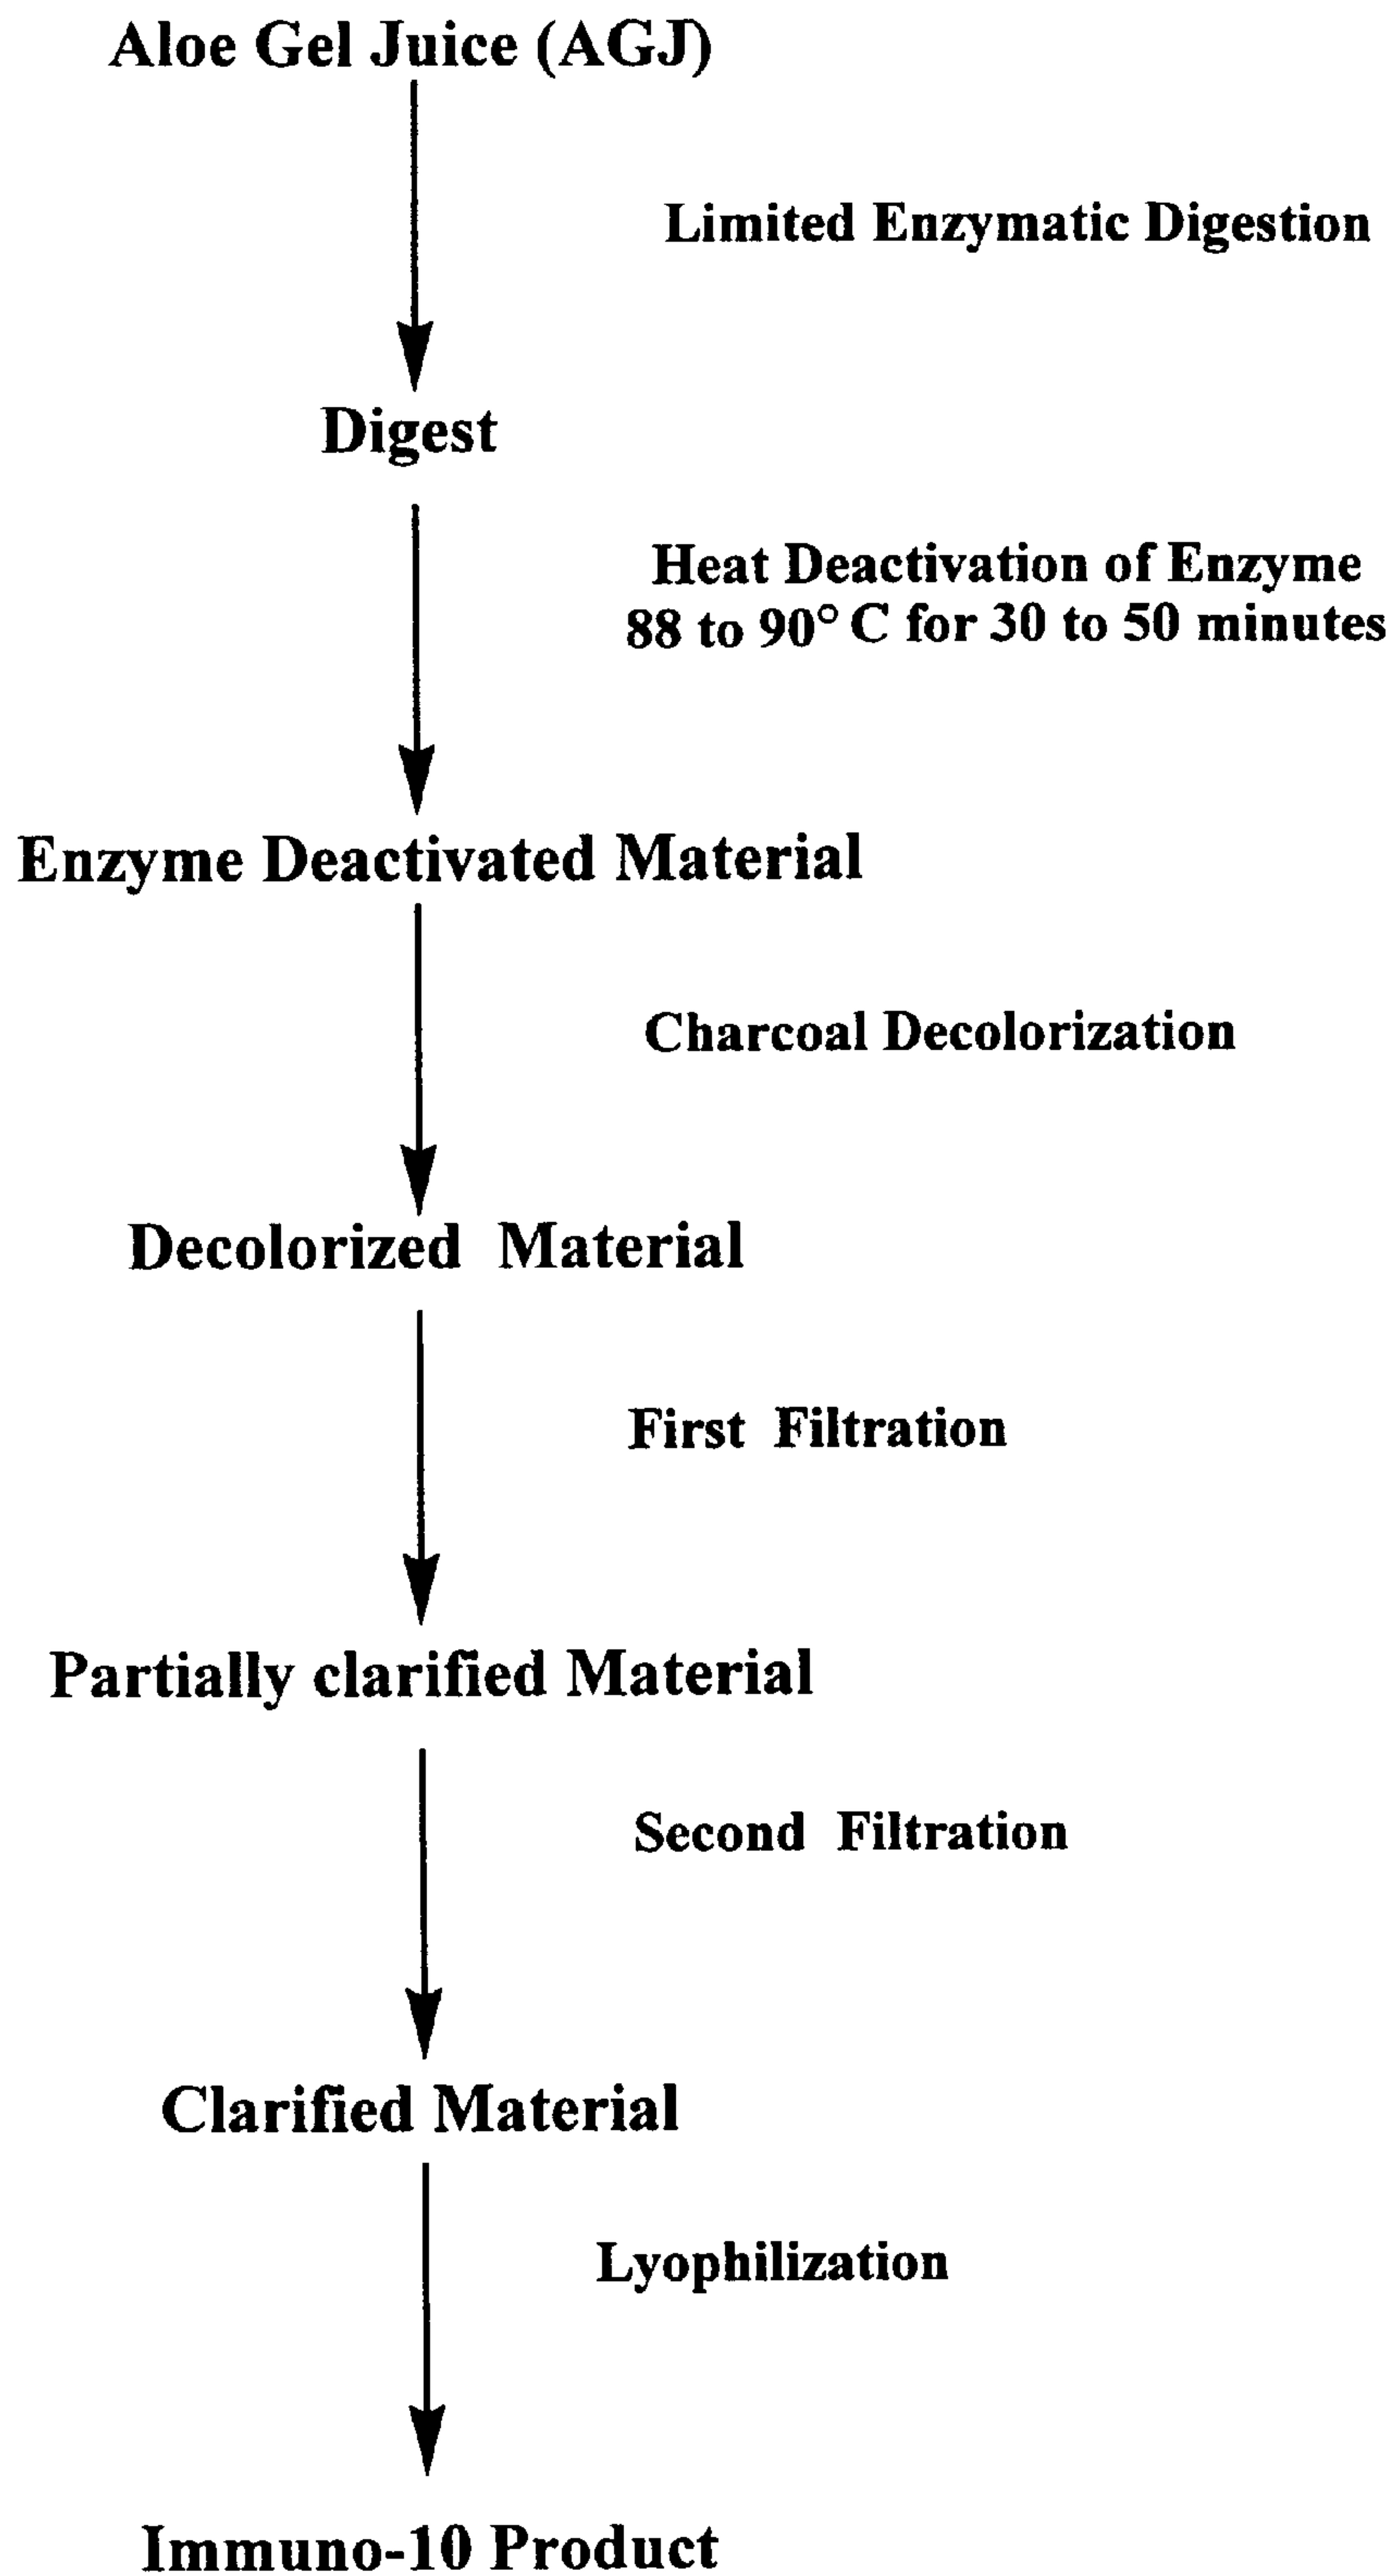 Aloe Gel Juice (AGJ)
Limited Enzymatic Digestion
Digest
Heat Deactivation of Enzyme
88 to 90° C for 30 to 50 minutes
Enzyme Deactivated Material
Charcoal Decolorization
Decolorized Material
First Filtration
Partially clarified Material
Second Filtration
Clarified Material
Lyophilization
Immuno-10 Product